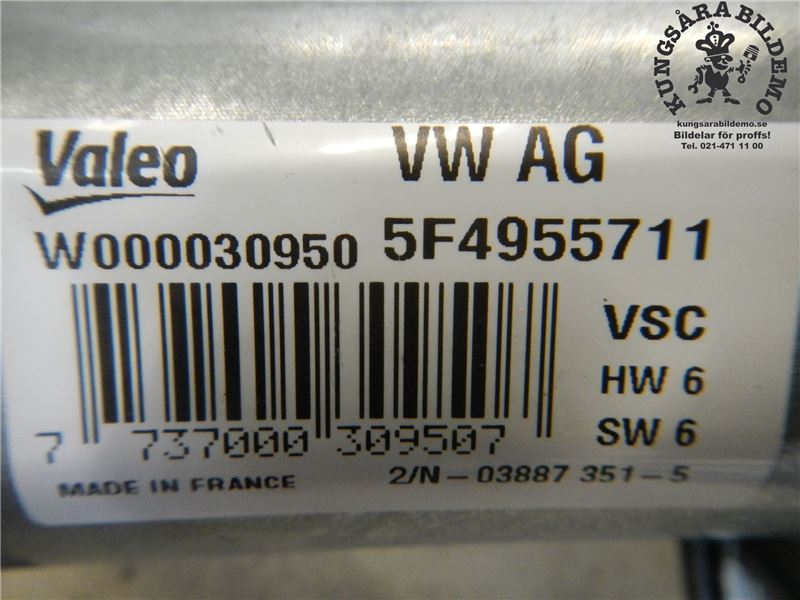 KUNGSÅRA BILDEMO
kungsarabildemo.se
Bildelar för proffs!
Tel. 021-471 11 00
Valeo
VW AG
W000030950
5F4955711
VSC
HW 6
SW 6
7 737000 309507
MADE IN FRANCE
2/N-03887 351-5